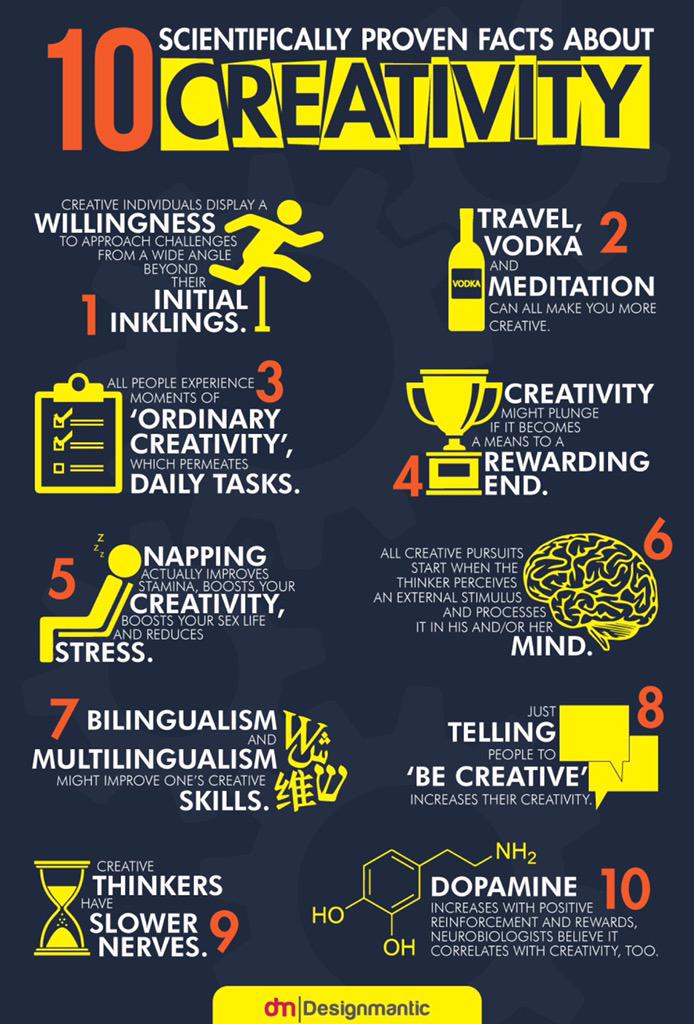 10
SCIENTIFICALLY PROVEN FACTS ABOUT
CREATIVITY
CREATIVE INDIVIDUALS DISPLAY A
WILLINGNESS
TO APPROACH CHALLENGES
FROM A WIDE ANGLE
BEYOND
THEIR
INITIAL
1 INKLINGS.
TRAVEL, 2
VODKA
AND
VODKA
MEDITATION
CAN ALL MAKE YOU MORE
CREATIVE.
ALL PEOPLE EXPERIENCE 3
MOMENTS OF
‘ORDINARY
CREATIVITY’,
WHICH PERMEATES
DAILY TASKS.
CREATIVITY
MIGHT PLUNGE
IF IT BECOMES
A MEANS TO A
4 REWARDING
END.
z
z
z
5 NAPPING
ACTUALLY IMPROVES
STAMINA, BOOSTS YOUR
CREATIVITY,
BOOSTS YOUR SEX LIFE
AND REDUCES
STRESS.
6
ALL CREATIVE PURSUITS
START WHEN THE
THINKER PERCEIVES
AN EXTERNAL STIMULUS
AND PROCESSES
IT IN HIS AND/OR HER
MIND.
7 BILINGUALISM
AND
MULTILINGUALISM
MIGHT IMPROVE ONE’S CREATIVE
SKILLS.
W
ش
维
ש
JUST 8
TELLING
PEOPLE TO
‘BE CREATIVE’
INCREASES THEIR CREATIVITY.
CREATIVE
THINKERS
HAVE
SLOWER
NERVES. 9
NH2
HO
OH
DOPAMINE 10
INCREASES WITH POSITIVE
REINFORCEMENT AND REWARDS,
NEUROBIOLOGISTS BELIEVE IT
CORRELATES WITH CREATIVITY, TOO.
dm|Designmantic